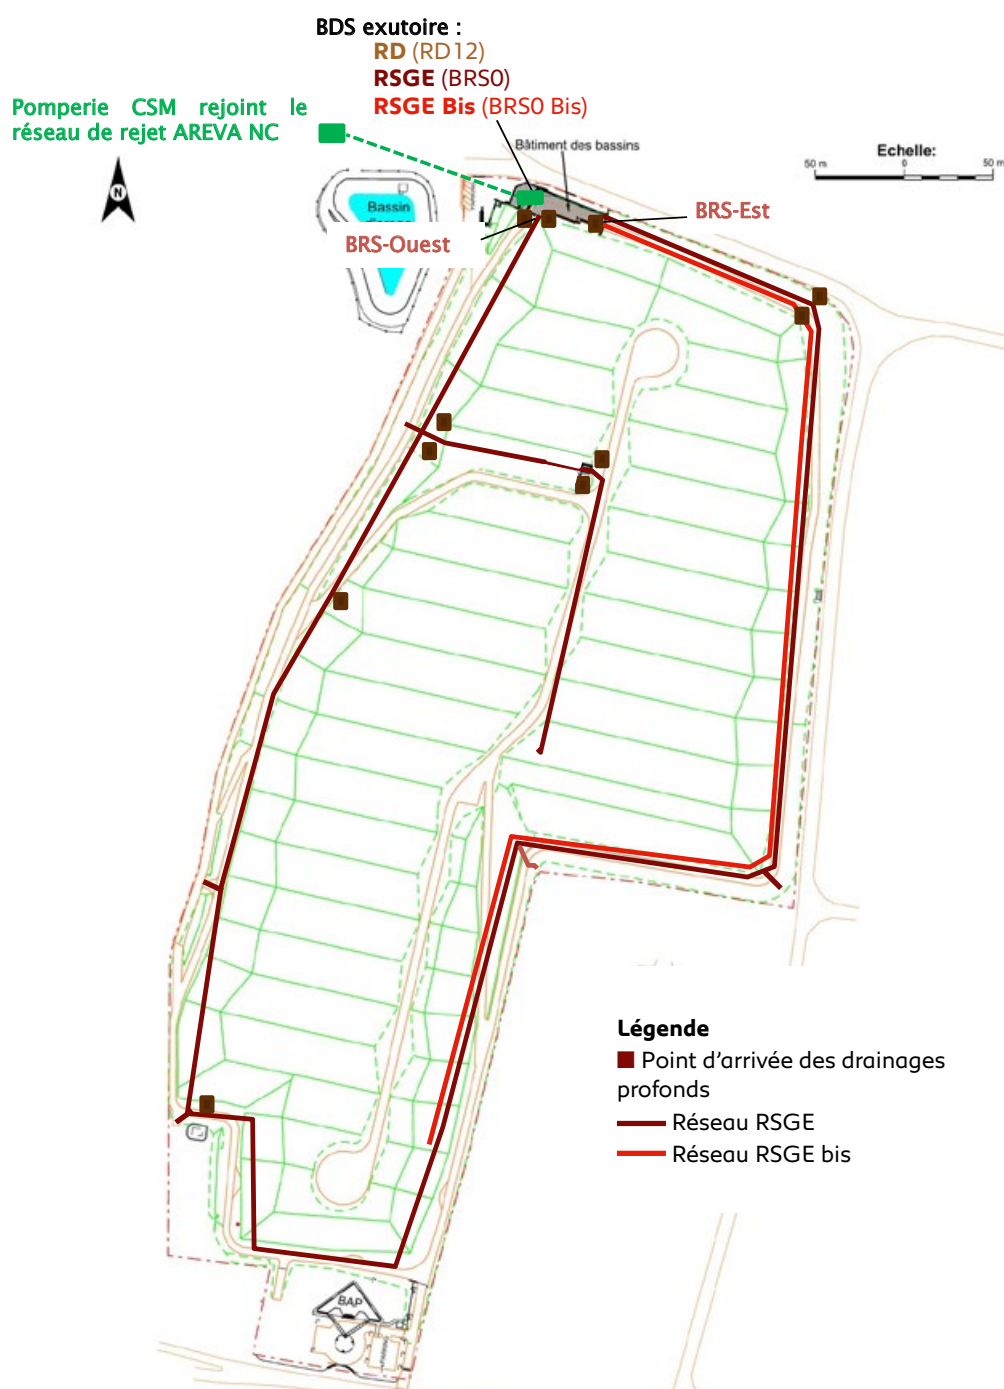 BDS exutoire :
RD (RD12)
RSGE (BRS0)
RSGE Bis (BRS0 Bis)
Pomperie CSM rejoint le
réseau de rejet AREVA NC
N
Bâtiment des bassins
Echelle:
50 m 0 50 m
Bassin
BRS-Est
BRS-Ouest
Légende
Point d'arrivée des drainages
profonds
Réseau RSGE
Réseau RSGE bis
BAP